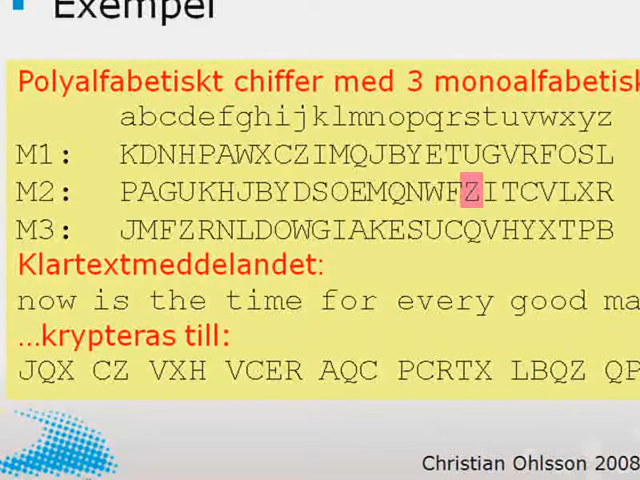 Exempel
Polyalfabetiskt chiffer med 3 monoalfabetisk
abcdefghijklmnopqrstuvwxyz
M1: KDNHPAWXCZIMQJBYETUGVRFOSL
M2: PAGUKHJBYDSOEMQNWFZITCVLXR
M3: JMFZRNLDOWGIAKESUCQVHYXTPB
Klartextmeddelandet:
now is the time for every good ma
...krypteras till:
JQX CZ VXH VCER AQC PCRTX LBQZ QP
Christian Ohlsson 2008